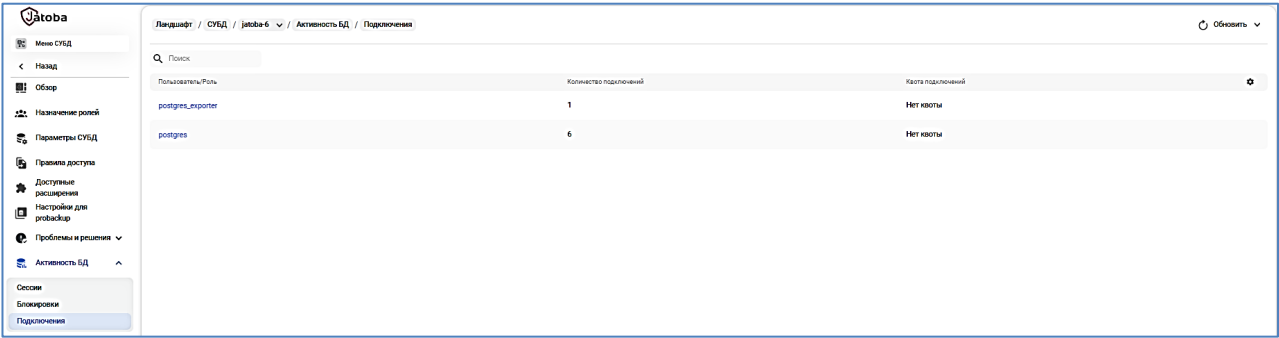 Jatoba
Ландшафт / СУБД / jatoba-6 / Активность БД / Подключения
Обновить
Меню СУБД
Назад
Обзор
Назначение ролей
Параметры СУБД
Правила доступа
Доступные
расширения
Настройки для
probackup
Проблемы и решения
Активность БД
Сессии
Блокировки
Подключения
Поиск
Пользователь/Роль Количество подключений Квота подключений
postgres_exporter 1 Нет квоты
postgres 6 Нет квоты